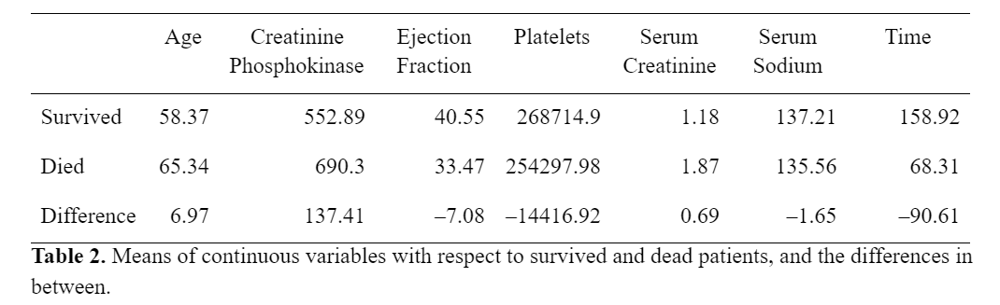 Age Creatinine Phosphokinase Ejection Fraction Platelets Serum Creatinine Serum Sodium Time
Survived 58.37 552.89 40.55 268714.9 1.18 137.21 158.92
Died 65.34 690.3 33.47 254297.98 1.87 135.56 68.31
Difference 6.97 137.41 –7.08 –14416.92 0.69 –1.65 –90.61
Table 2. Means of continuous variables with respect to survived and dead patients, and the differences in
between.